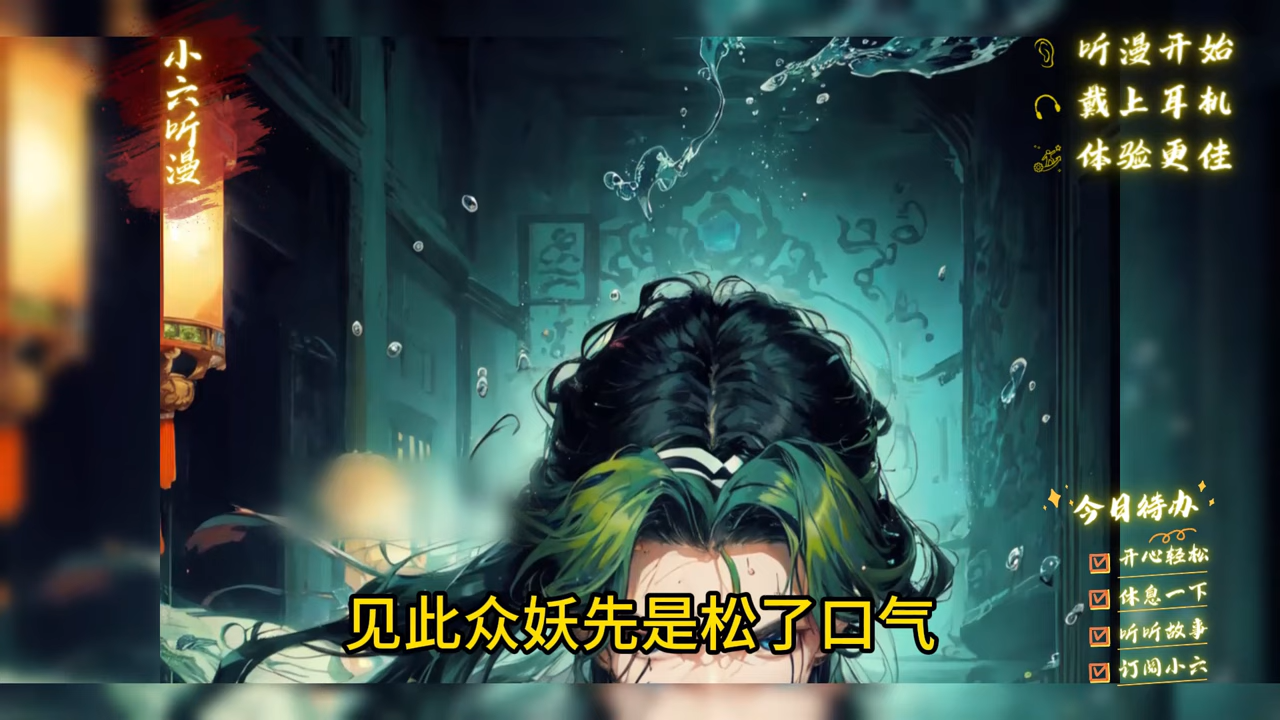 小六听漫
听漫开始
戴上耳机
体验更佳
今日待办
开心轻松
休息一下
听听故事
订阅小六
见此众妖先是松了口气